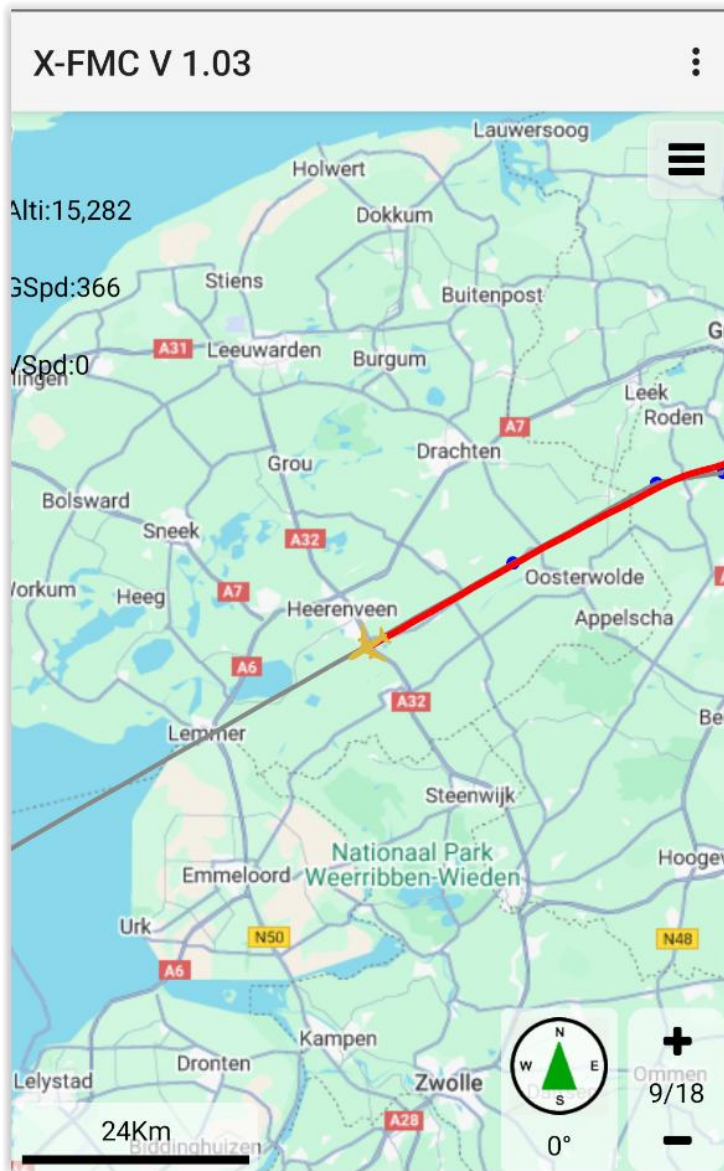 X-FMC V 1.03
Lauwersoog
Holwert
Alti:15,282
Dokkum
Stiens
GSpd:366
Buitenpost
A31
Leeuwarden
Burgum
VSpd:0
Leek
Roden
A7
Drachten
Grou
Bolsward
Sneek
A32
Oosterwolde
Heeg
A7
Heerenveen
Appelscha
A6
A32
Lemmer
Steenwijk
Nationaal Park
Weerribben-Wieden
Emmeloord
Urk
N50
N48
A6
N
W E
S
Kampen
Dronten
Zwolle
Ommen
Lelystad
9/18
A28
24Km
Biddinghuizen
0°